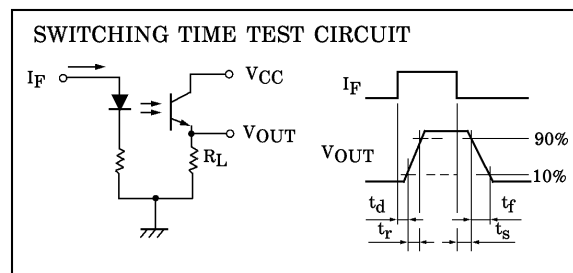 SWITCHING TIME TEST CIRCUIT
IF
VCC
VOUT
RL
IF
VOUT
90%
10%
td
tf
tr
ts